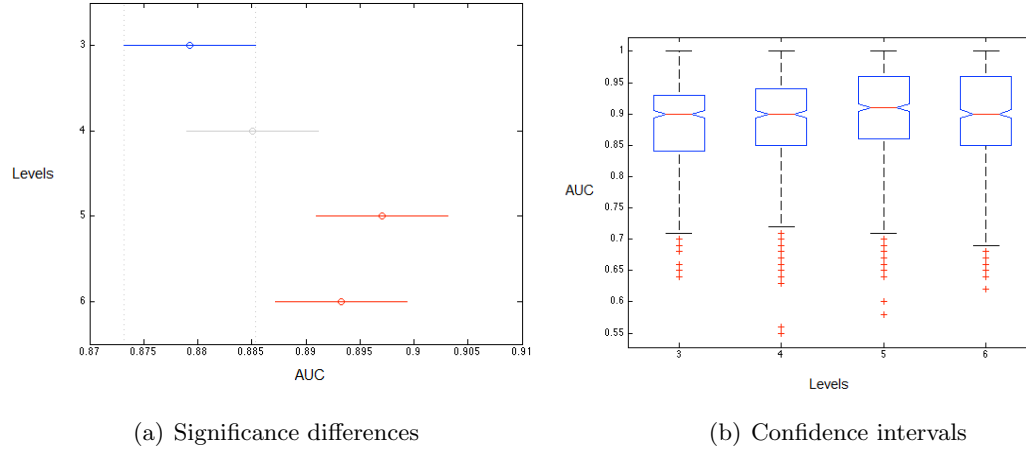 3
4
Levels
5
6
0.87 0.875 0.88 0.885 0.89 0.895 0.9 0.905 0.91
AUC
(a) Significance differences
1
0.95
0.9
0.85
0.8
AUC
0.75
0.7
0.65
0.6
0.55
3 4 5 6
Levels
(b) Confidence intervals